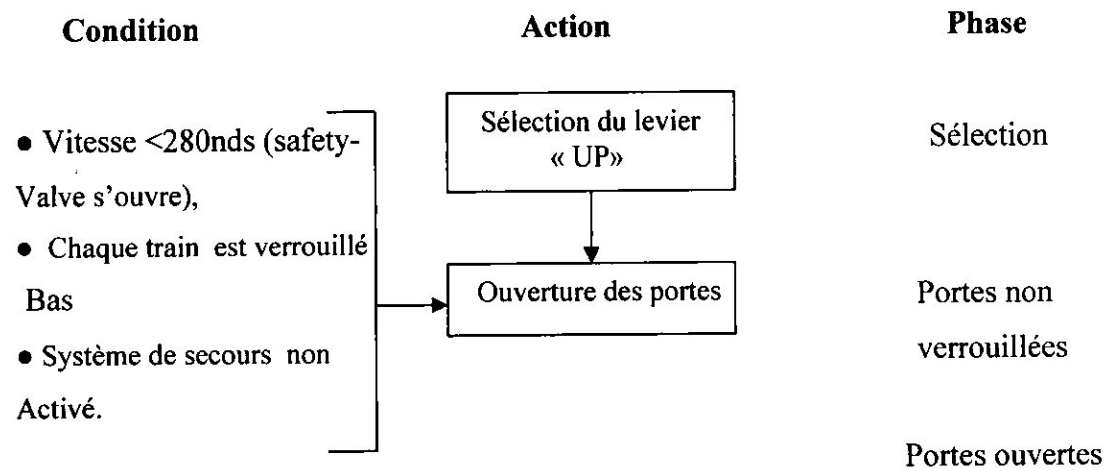 Condition
Action
Phase
● Vitesse <280nds (safety-
Valve s’ouvre),
● Chaque train est verrouillé
Bas
● Système de secours non
Activé.
Sélection du levier
« UP»
Ouverture des portes
Sélection
Portes non
verrouillées
Portes ouvertes